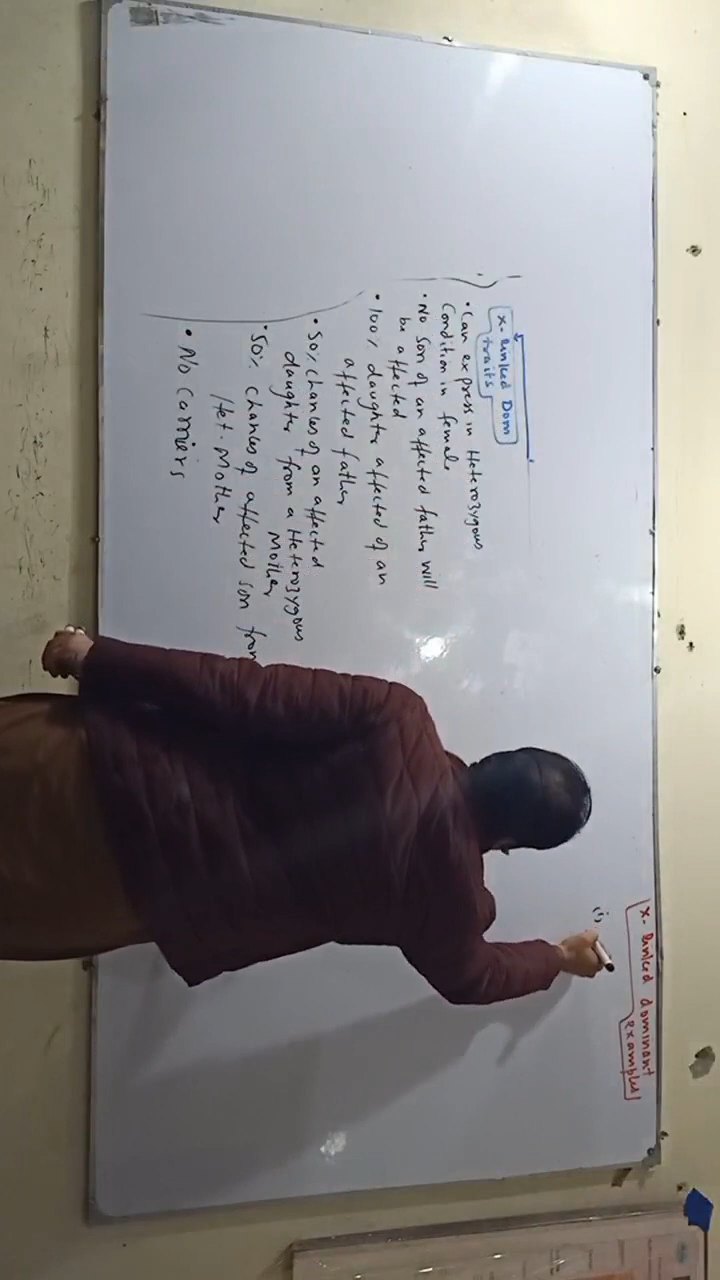 X-linked Dom
traits
• Can express in Heterozygous
Condition in female
• No son of an affected father will
be affected
• 100% daughter affected of an
affected father
• 50% chances of an affected
daughter from a Heterozygous
Mother
• 50% chances of affected son from
Het. Mother
• No Carriers
X-linked dominant
examples
(i)